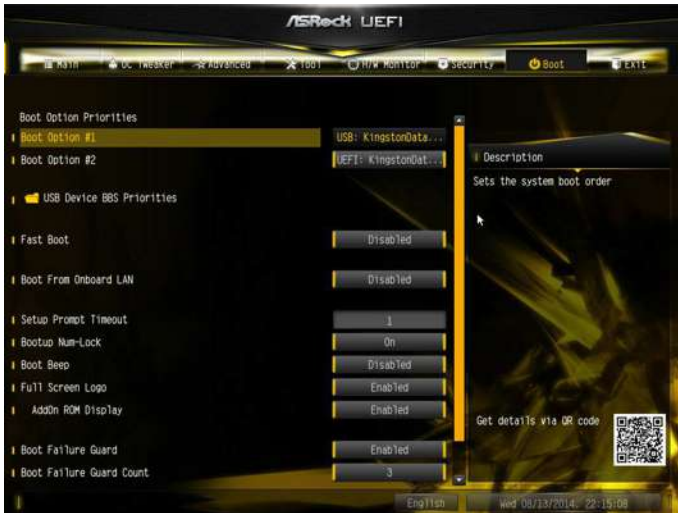 ASRock UEFI
Main OC Tweaker Advanced Tool H/W Monitor Security Boot Exit
Boot Option Priorities
Boot Option #1 USB: KingstonData...
Boot Option #2 UEFI: KingstonDat...
USB Device BBS Priorities
Fast Boot Disabled
Boot From Onboard LAN Disabled
Setup Prompt Timeout 1
Bootup Num-Lock On
Boot Beep Disabled
Full Screen Logo Enabled
AddOn ROM Display Enabled
Boot Failure Guard Enabled
Boot Failure Guard Count 3
Description
Sets the system boot order
Get details via QR code
English Wed 08/13/2014. 22:15:08